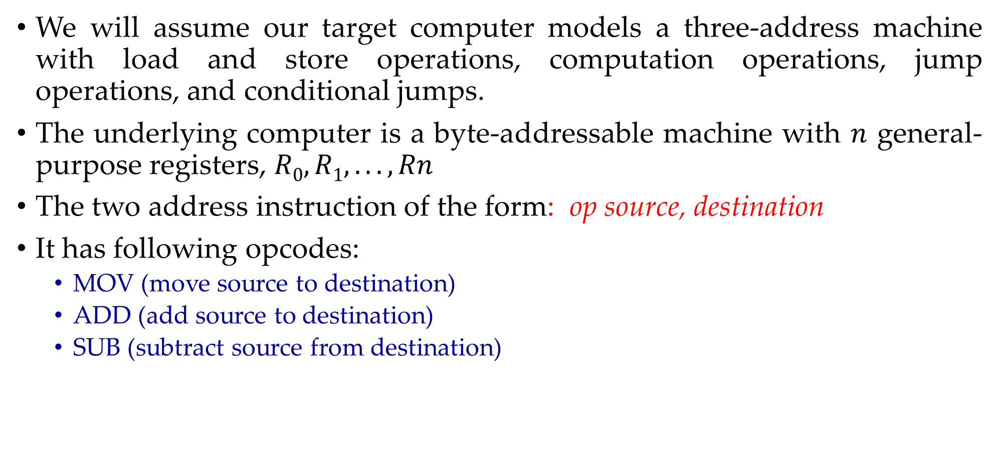 • We will assume our target computer models a three-address machine
with load and store operations, computation operations, jump
operations, and conditional jumps.
• The underlying computer is a byte-addressable machine with n general-
purpose registers, R₀, R₁, . . . , Rn
• The two address instruction of the form: op source, destination
• It has following opcodes:
• MOV (move source to destination)
• ADD (add source to destination)
• SUB (subtract source from destination)